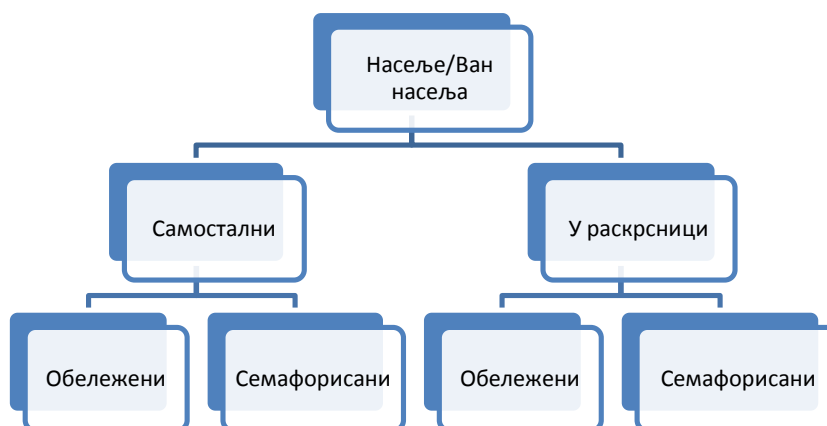 Насеље/Ван
насеља
Самостални
У раскрсници
Обележени
Семафорисани
Обележени
Семафорисани